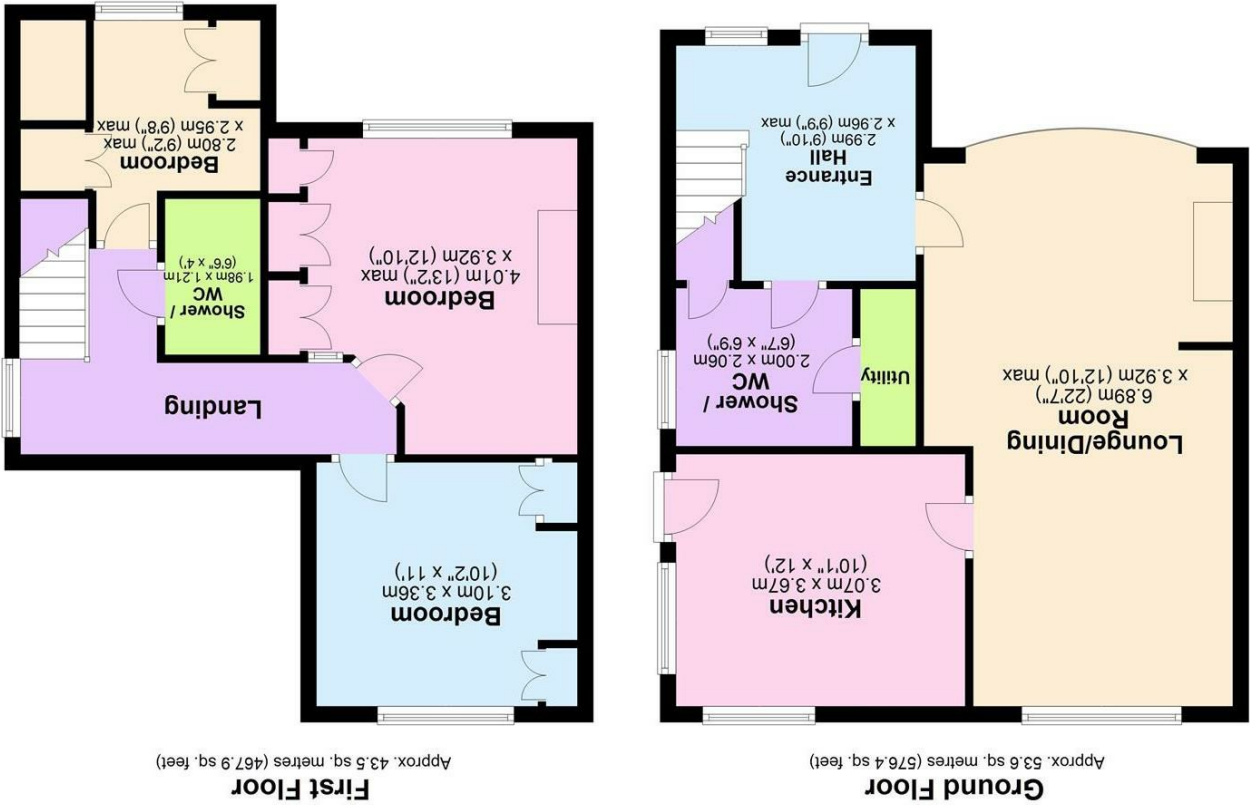 Ground Floor
Approx. 53.6 sq. metres (576.4 sq. feet)
Kitchen
3.07m x 3.67m
(10'1" x 12')
Lounge/Dining
Room
6.89m (22'7")
x 3.92m (12'10") max
Utility
Shower /
WC
2.00m x 2.06m
(6'7" x 6'9")
Entrance
Hall
2.99m (9'10")
x 2.96m (9'9") max
First Floor
Approx. 43.5 sq. metres (467.9 sq. feet)
Bedroom
3.10m x 3.36m
(10'2" x 11')
Landing
Bedroom
4.01m (13'2") max
x 3.92m (12'10")
Shower /
WC
1.98m x 1.21m
(6'6" x 4')
Bedroom
2.80m (9'2") max
x 2.95m (9'8") max